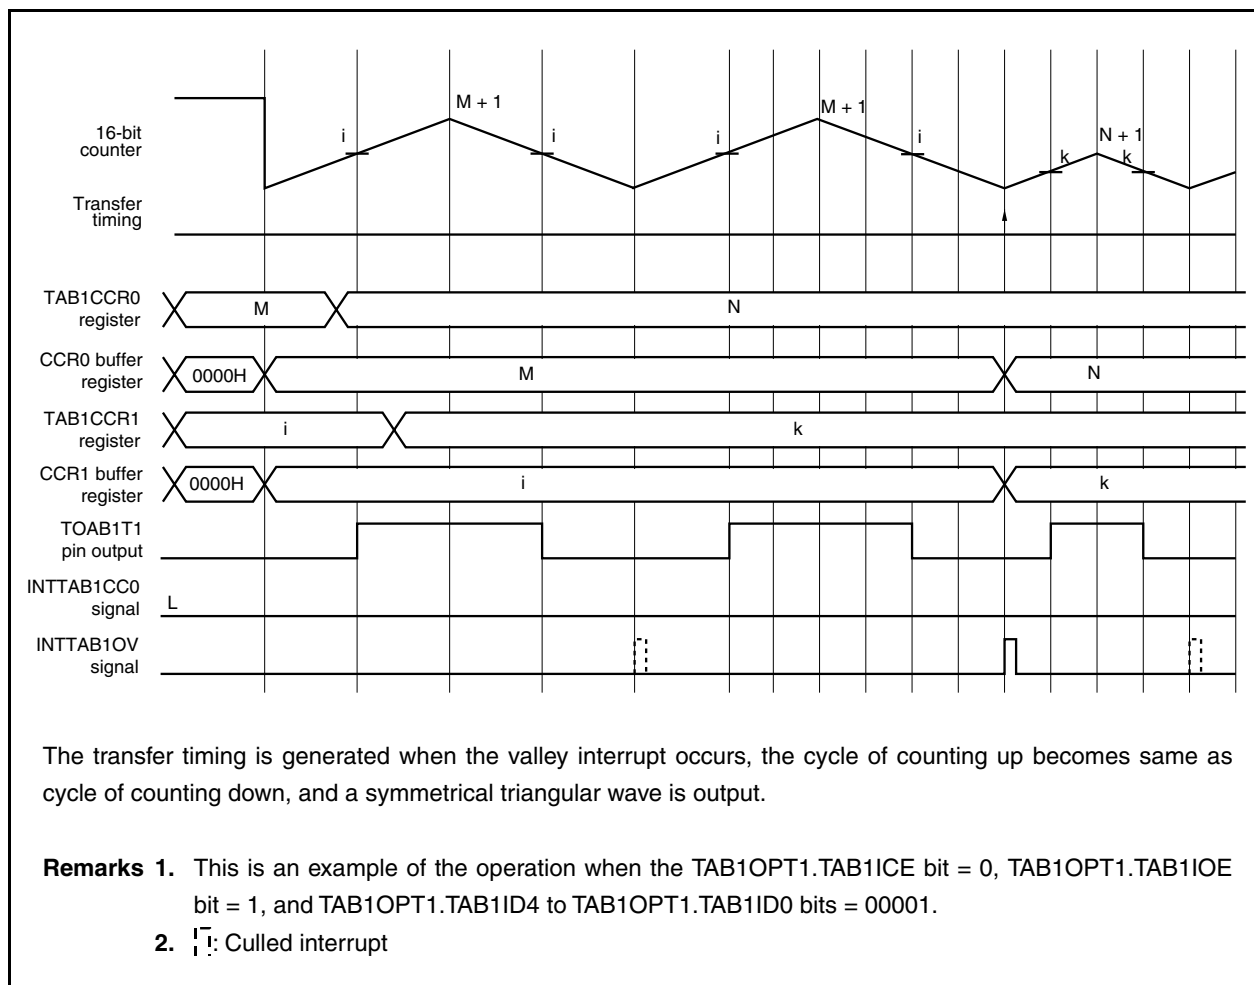 M + 1
M + 1
16-bit
counter
i
i
i
i
N + 1
k
k
Transfer
timing
TAB1CCR0
register
M
N
CCR0 buffer
register
0000H
M
N
TAB1CCR1
register
i
k
CCR1 buffer
register
0000H
i
k
TOAB1T1
pin output
INTTAB1CC0
signal
L
INTTAB1OV
signal
The transfer timing is generated when the valley interrupt occurs, the cycle of counting up becomes same as
cycle of counting down, and a symmetrical triangular wave is output.
Remarks 1. This is an example of the operation when the TAB1OPT1.TAB1ICE bit = 0, TAB1OPT1.TAB1IOE
bit = 1, and TAB1OPT1.TAB1ID4 to TAB1OPT1.TAB1ID0 bits = 00001.
2. : Culled interrupt